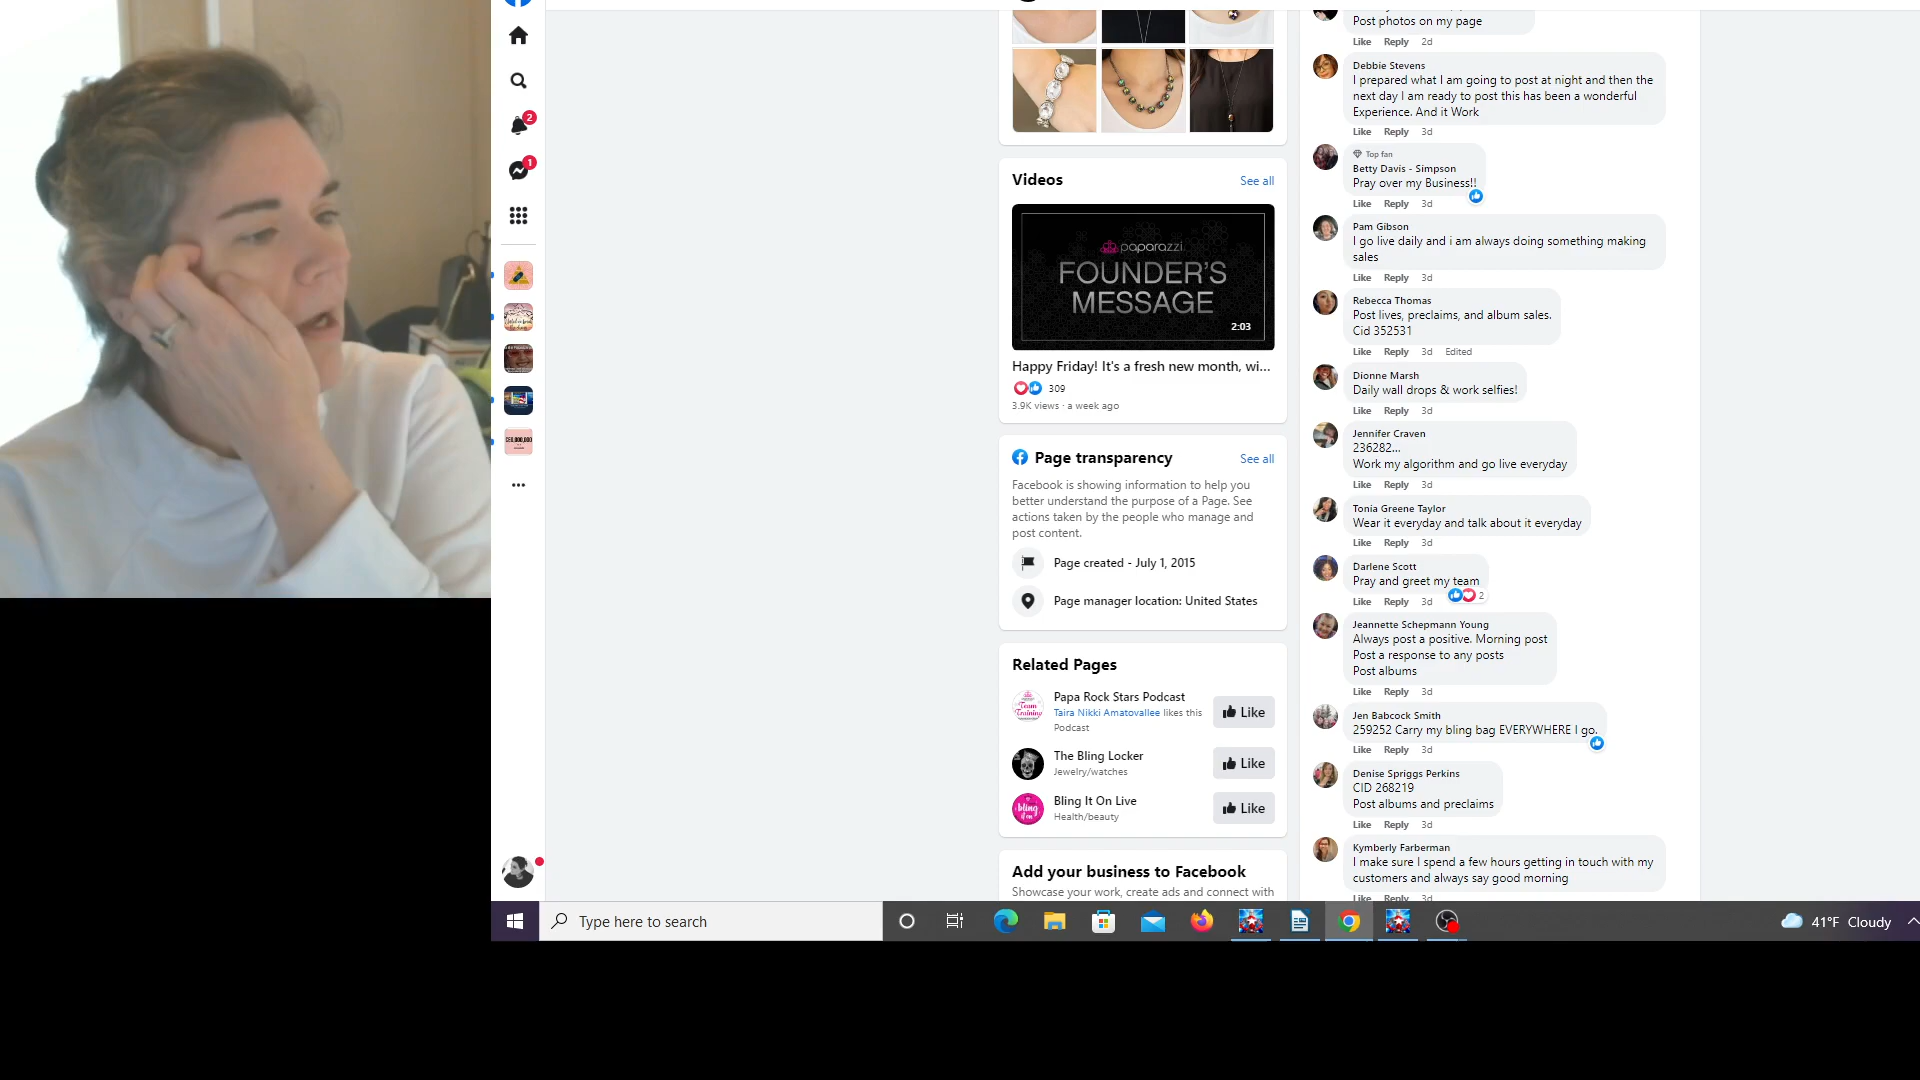 2
1
CEO,000,000
Videos
See all
paparazzi
FOUNDER'S
MESSAGE
2:03
Happy Friday! It's a fresh new month, wi...
309
3.9K views · a week ago
Page transparency
See all
Facebook is showing information to help you
better understand the purpose of a Page. See
actions taken by the people who manage and
post content.
Page created - July 1, 2015
Page manager location: United States
Related Pages
Team
Training
Papa Rock Stars Podcast
Taira Nikki Amatovallee likes this
Podcast
Like
The Bling Locker
Jewelry/watches
Like
bling
it on
Bling It On Live
Health/beauty
Like
Add your business to Facebook
Showcase your work, create ads and connect with
Post photos on my page
Like Reply 2d
Debbie Stevens
I prepared what I am going to post at night and then the
next day I am ready to post this has been a wonderful
Experience. And it Work
Like Reply 3d
Top fan
Betty Davis - Simpson
Pray over my Business!!
Like Reply 3d
Pam Gibson
I go live daily and i am always doing something making
sales
Like Reply 3d
Rebecca Thomas
Post lives, preclaims, and album sales.
Cid 352531
Like Reply 3d Edited
Dionne Marsh
Daily wall drops & work selfies!
Like Reply 3d
Jennifer Craven
236282...
Work my algorithm and go live everyday
Like Reply 3d
Tonia Greene Taylor
Wear it everyday and talk about it everyday
Like Reply 3d
Darlene Scott
Pray and greet my team
Like Reply 3d 2
Jeannette Schepmann Young
Always post a positive. Morning post
Post a response to any posts
Post albums
Like Reply 3d
Jen Babcock Smith
259252 Carry my bling bag EVERYWHERE I go.
Like Reply 3d
Denise Spriggs Perkins
CID 268219
Post albums and preclaims
Like Reply 3d
Kymberly Farberman
I make sure I spend a few hours getting in touch with my
customers and always say good morning
Like Reply 3d
Type here to search
41°F Cloudy